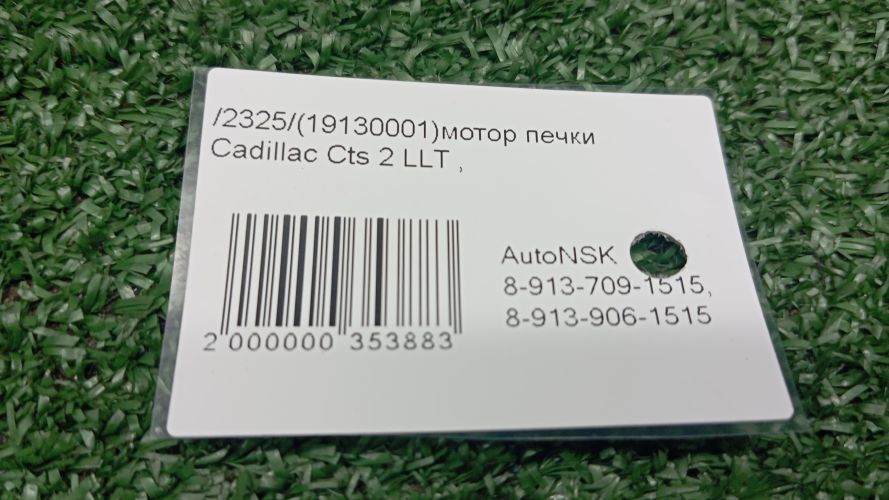 /2325/(19130001)мотор печки
Cadillac Cts 2 LLT ,
AutoNSK
8-913-709-1515,
8-913-906-1515
2 000000 353883